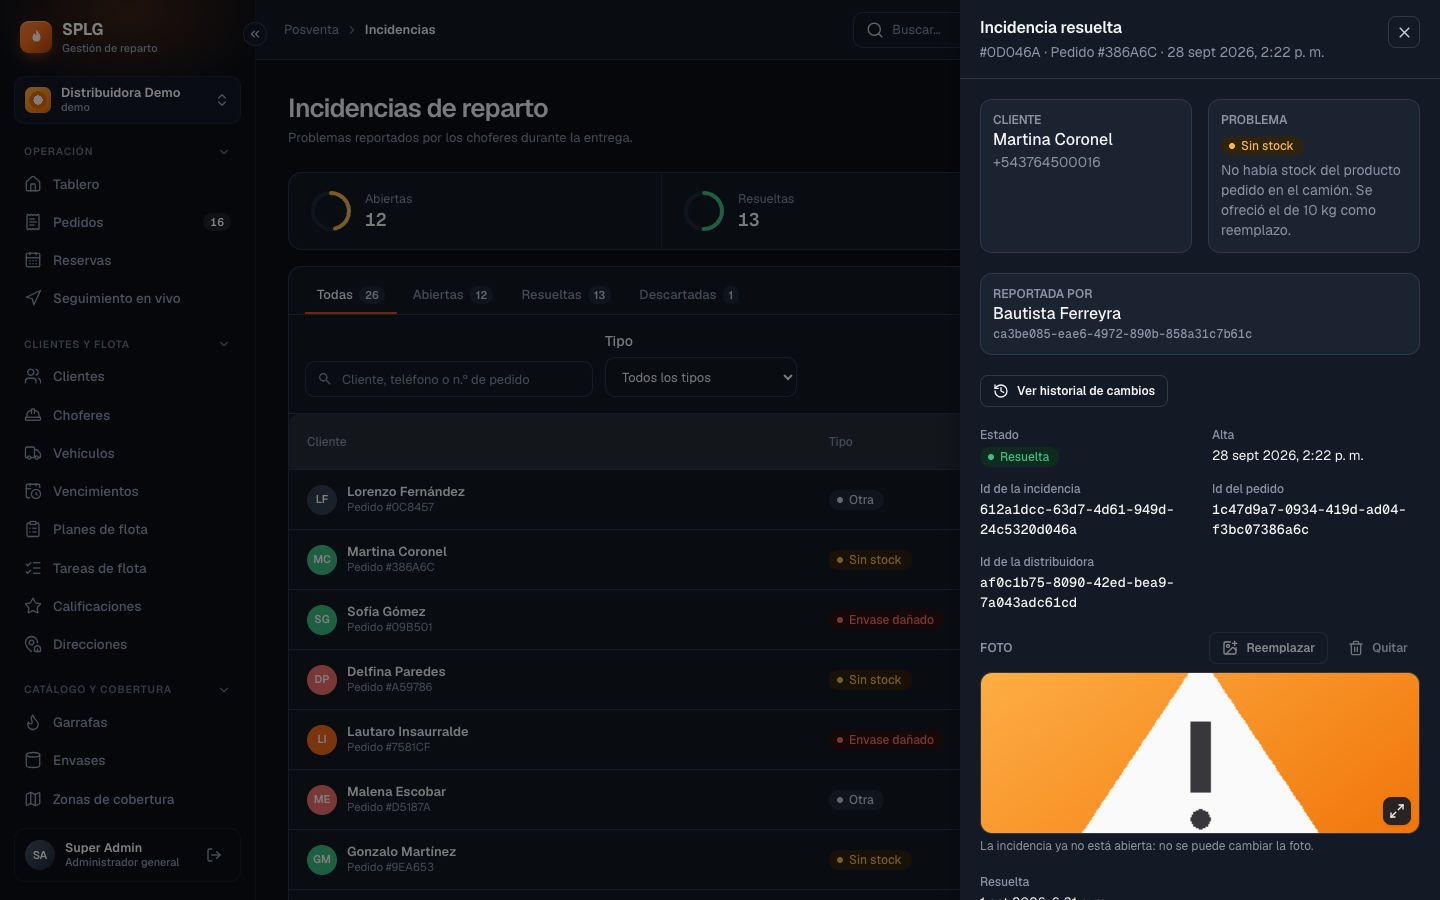 SPLG
Gestión de reparto
Distribuidora Demo
demo
OPERACIÓN
Tablero
Pedidos 16
Reservas
Seguimiento en vivo
CLIENTES Y FLOTA
Clientes
Choferes
Vehículos
Vencimientos
Planes de flota
Tareas de flota
Calificaciones
Direcciones
CATÁLOGO Y COBERTURA
Garrafas
Envases
Zonas de cobertura
SA
Super Admin
Administrador general
Posventa > Incidencias
Buscar...
Incidencias de reparto
Problemas reportados por los choferes durante la entrega.
Abiertas
12
Resueltas
13
Todas 26 Abiertas 12 Resueltas 13 Descartadas 1
Tipo
Cliente, teléfono o n.º de pedido
Todos los tipos
Cliente Tipo
LF Lorenzo Fernández
Pedido #0C8457
Otra
MC Martina Coronel
Pedido #386A6C
Sin stock
SG Sofía Gómez
Pedido #09B501
Envase dañado
DP Delfina Paredes
Pedido #A59786
Sin stock
LI Lautaro Insaurralde
Pedido #7581CF
Envase dañado
ME Malena Escobar
Pedido #D5187A
Otra
GM Gonzalo Martínez
Pedido #9EA653
Sin stock
Incidencia resuelta
#0D046A · Pedido #386A6C · 28 sept 2026, 2:22 p. m.
CLIENTE
Martina Coronel
+543764500016
PROBLEMA
Sin stock
No había stock del producto
pedido en el camión. Se
ofreció el de 10 kg como
reemplazo.
REPORTADA POR
Bautista Ferreyra
ca3be085-eae6-4972-890b-858a31c7b61c
Ver historial de cambios
Estado
Resuelta
Alta
28 sept 2026, 2:22 p. m.
Id de la incidencia
612a1dcc-63d7-4d61-949d-
24c5320d046a
Id del pedido
1c47d9a7-0934-419d-ad04-
f3bc07386a6c
Id de la distribuidora
af0c1b75-8090-42ed-bea9-
7a043adc61cd
FOTO
Reemplazar
Quitar
La incidencia ya no está abierta: no se puede cambiar la foto.
Resuelta